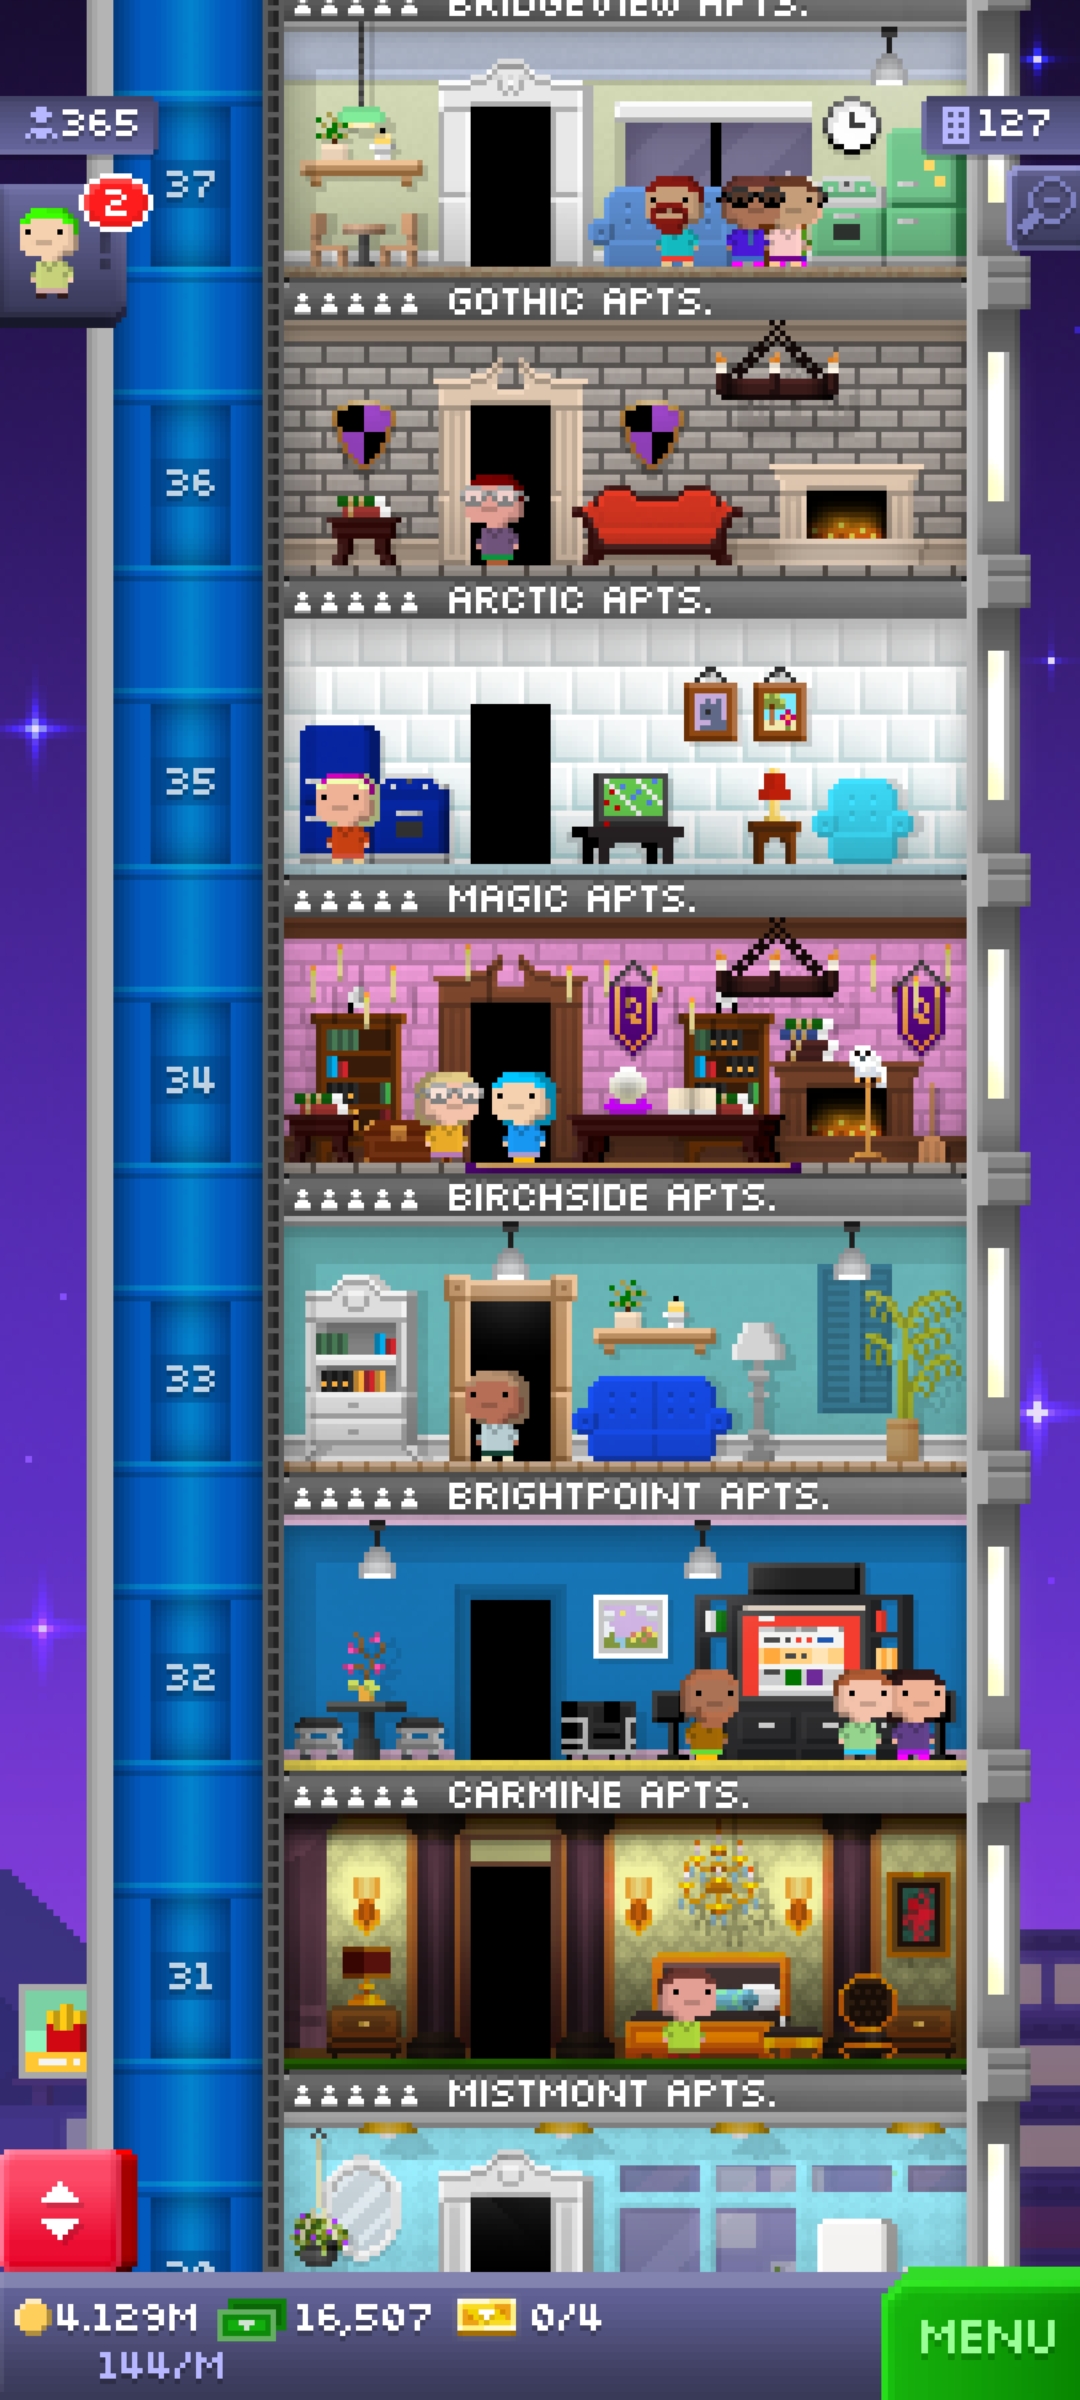 BRIDGEVIEW APTS.
365
127
2
37
GOTHIC APTS.
36
ARCTIC APTS.
35
MAGIC APTS.
34
BIRCHSIDE APTS.
33
BRIGHTPOINT APTS.
32
CARMINE APTS.
31
MISTMONT APTS.
30
4.129M
16,507
0/4
144/M
MENU